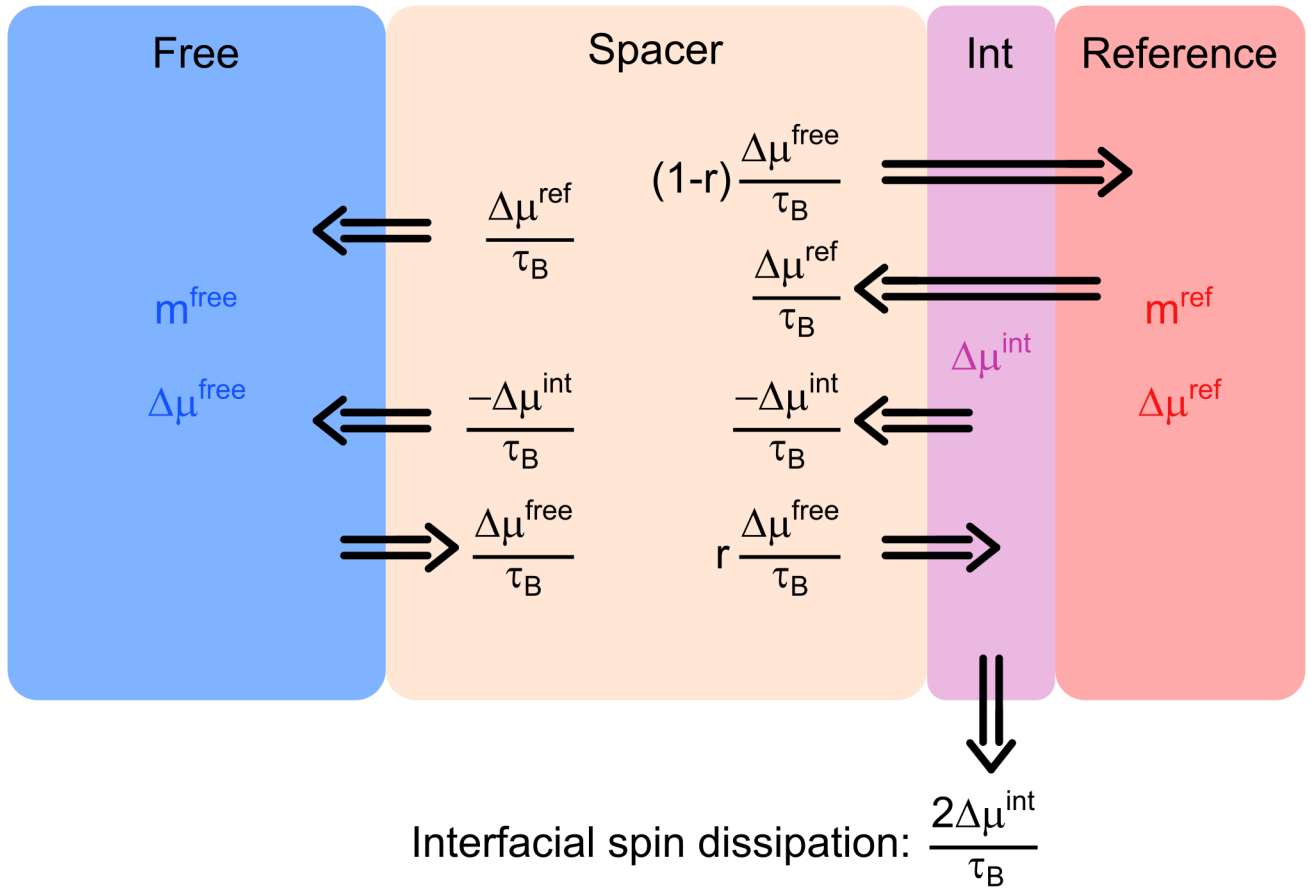 Free
Spacer
Int
Reference
(1-r) Δμ^free / τ_B
Δμ^ref / τ_B
Δμ^ref / τ_B
m^free
m^ref
Δμ^int
Δμ^free
Δμ^ref
−Δμ^int / τ_B
−Δμ^int / τ_B
Δμ^free / τ_B
r Δμ^free / τ_B
Interfacial spin dissipation: 2Δμ^int / τ_B